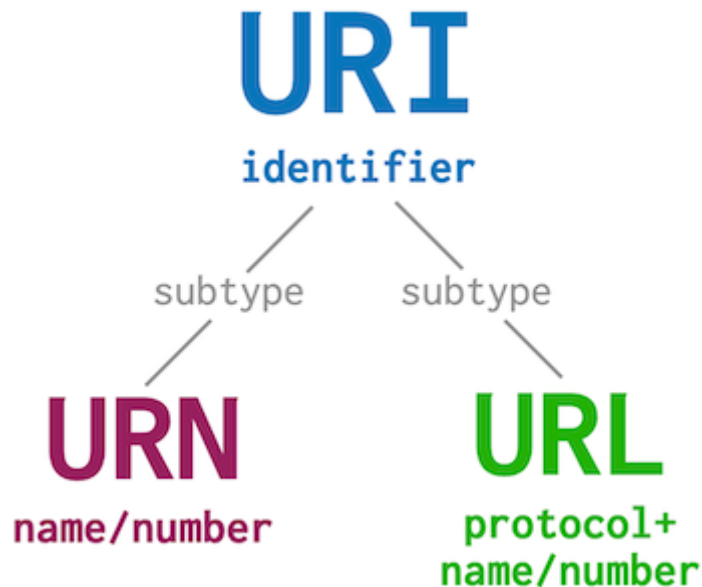 URI
identifier
subtype subtype
URN URL
name/number protocol+
name/number